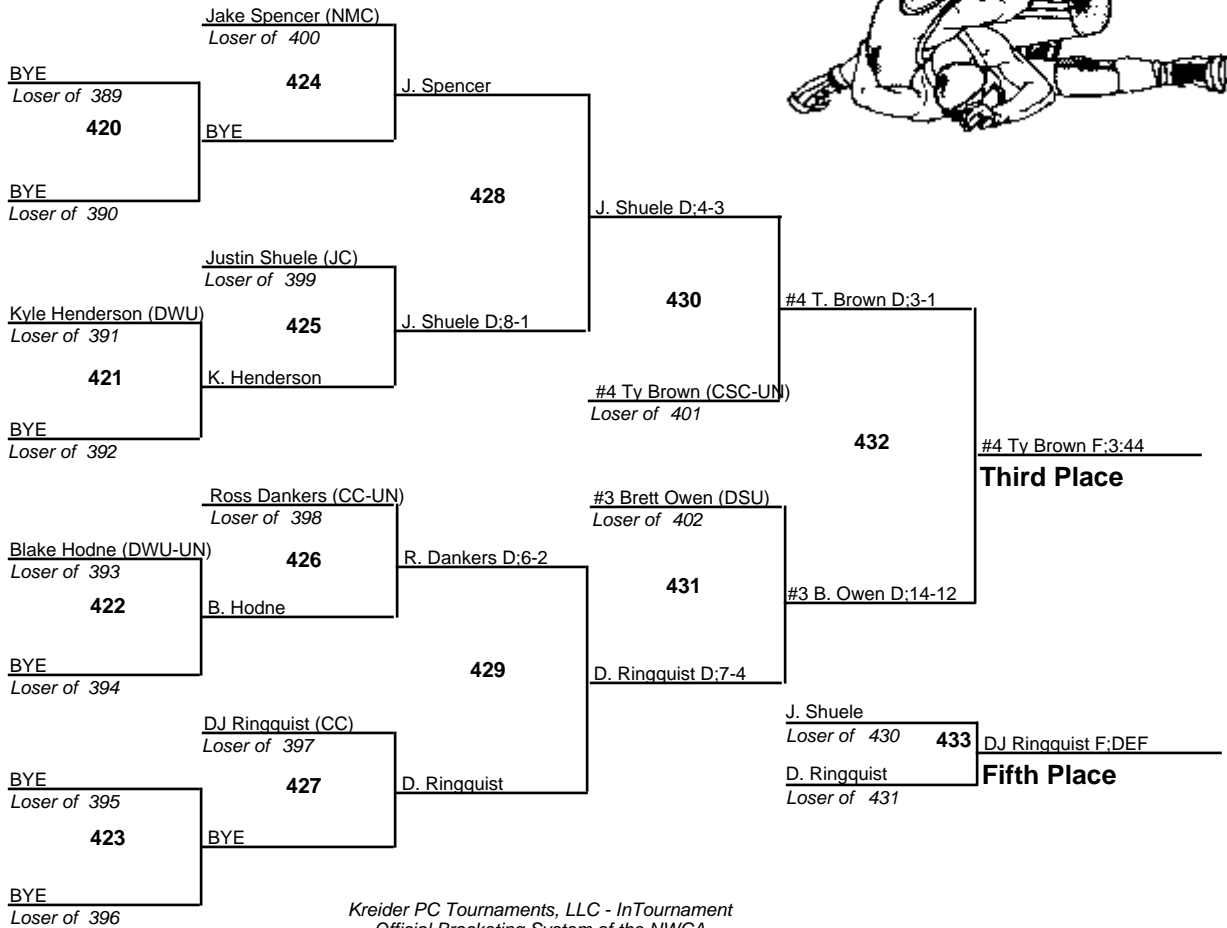 Jake Spencer (NMC)
Loser of 400
424
BYE
Loser of 389
420
J. Spencer
BYE
BYE
Loser of 390
428
J. Shuele D;4-3
Justin Shuele (JC)
Loser of 399
430
#4 T. Brown D;3-1
Kyle Henderson (DWU)
Loser of 391
425
J. Shuele D;8-1
421
K. Henderson
#4 Ty Brown (CSC-UN)
Loser of 401
BYE
Loser of 392
432
#4 Ty Brown F;3:44
Third Place
Ross Dankers (CC-UN)
Loser of 398
#3 Brett Owen (DSU)
Loser of 402
Blake Hodne (DWU-UN)
Loser of 393
426
R. Dankers D;6-2
431
422
B. Hodne
#3 B. Owen D;14-12
BYE
Loser of 394
429
D. Ringquist D;7-4
DJ Ringquist (CC)
Loser of 397
J. Shuele
Loser of 430
433
DJ Ringquist F;DEF
Fifth Place
D. Ringquist
Loser of 431
BYE
Loser of 395
427
D. Ringquist
423
BYE
BYE
Loser of 396
Kreider PC Tournaments, LLC - InTournament
Official Bracketing System of the NWCA